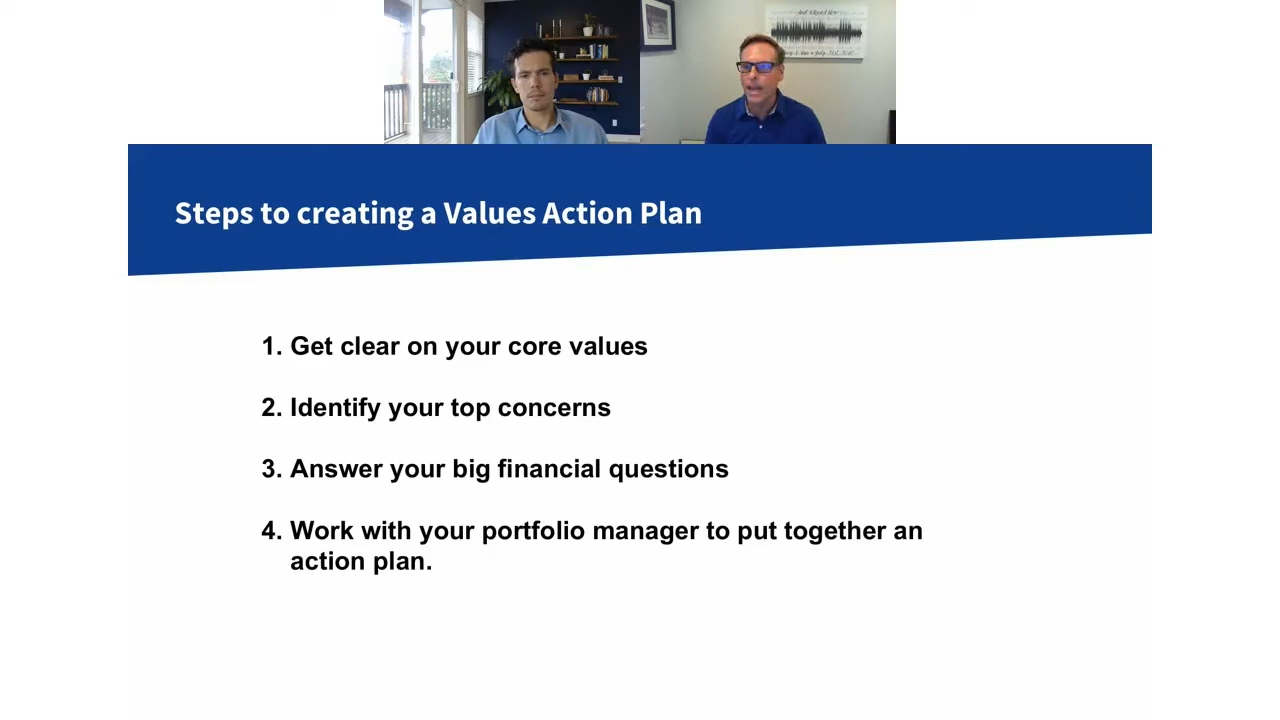 Steps to creating a Values Action Plan
1. Get clear on your core values
2. Identify your top concerns
3. Answer your big financial questions
4. Work with your portfolio manager to put together an
action plan.